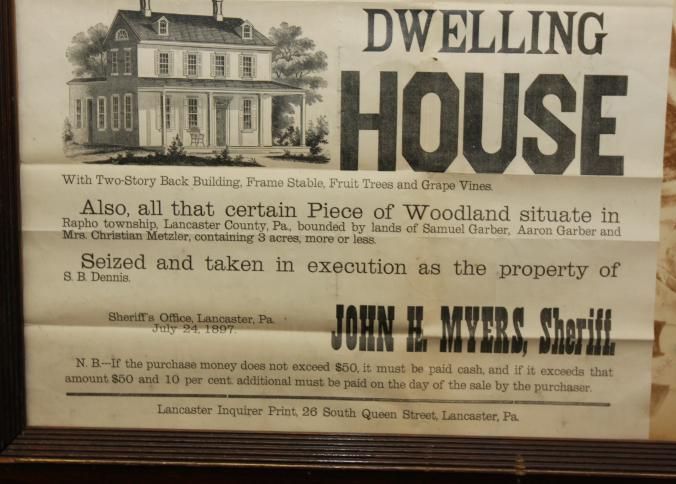 DWELLING
HOUSE
With Two-Story Back Building, Frame Stable, Fruit Trees and Grape Vines.
Also, all that certain Piece of Woodland situate in
Rapho township, Lancaster County, Pa., bounded by lands of Samuel Garber, Aaron Garber and
Mrs. Christian Metzler, containing 3 acres, more or less.
Seized and taken in execution as the property of
S. B. Dennis.
Sheriff's Office, Lancaster, Pa.
July 24, 1897.
JOHN H. MYERS, Sheriff.
N. B.--If the purchase money does not exceed $50, it must be paid cash, and if it exceeds that
amount $50 and 10 per cent. additional must be paid on the day of the sale by the purchaser.
Lancaster Inquirer Print, 26 South Queen Street, Lancaster, Pa.